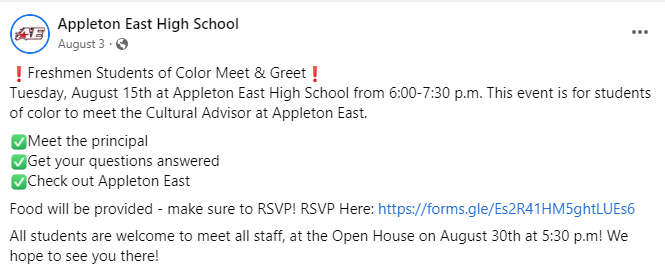 AE
Appleton East High School
August 3 ·
❗Freshmen Students of Color Meet & Greet❗
Tuesday, August 15th at Appleton East High School from 6:00-7:30 p.m. This event is for students
of color to meet the Cultural Advisor at Appleton East.
✅Meet the principal
✅Get your questions answered
✅Check out Appleton East
Food will be provided - make sure to RSVP! RSVP Here: https://forms.gle/Es2R41HM5ghtLUEs6
All students are welcome to meet all staff, at the Open House on August 30th at 5:30 p.m! We
hope to see you there!